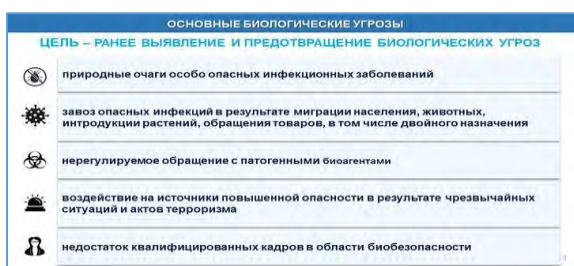 ОСНОВНЫЕ БИОЛОГИЧЕСКИЕ УГРОЗЫ
ЦЕЛЬ – РАНЕЕ ВЫЯВЛЕНИЕ И ПРЕДОТВРАЩЕНИЕ БИОЛОГИЧЕСКИХ УГРОЗ
природные очаги особо опасных инфекционных заболеваний
завоз опасных инфекций в результате миграции населения, животных,
интродукции растений, обращения товаров, в том числе двойного назначения
нерегулируемое обращение с патогенными биоагентами
воздействие на источники повышенной опасности в результате чрезвычайных
ситуаций и актов терроризма
недостаток квалифицированных кадров в области биобезопасности